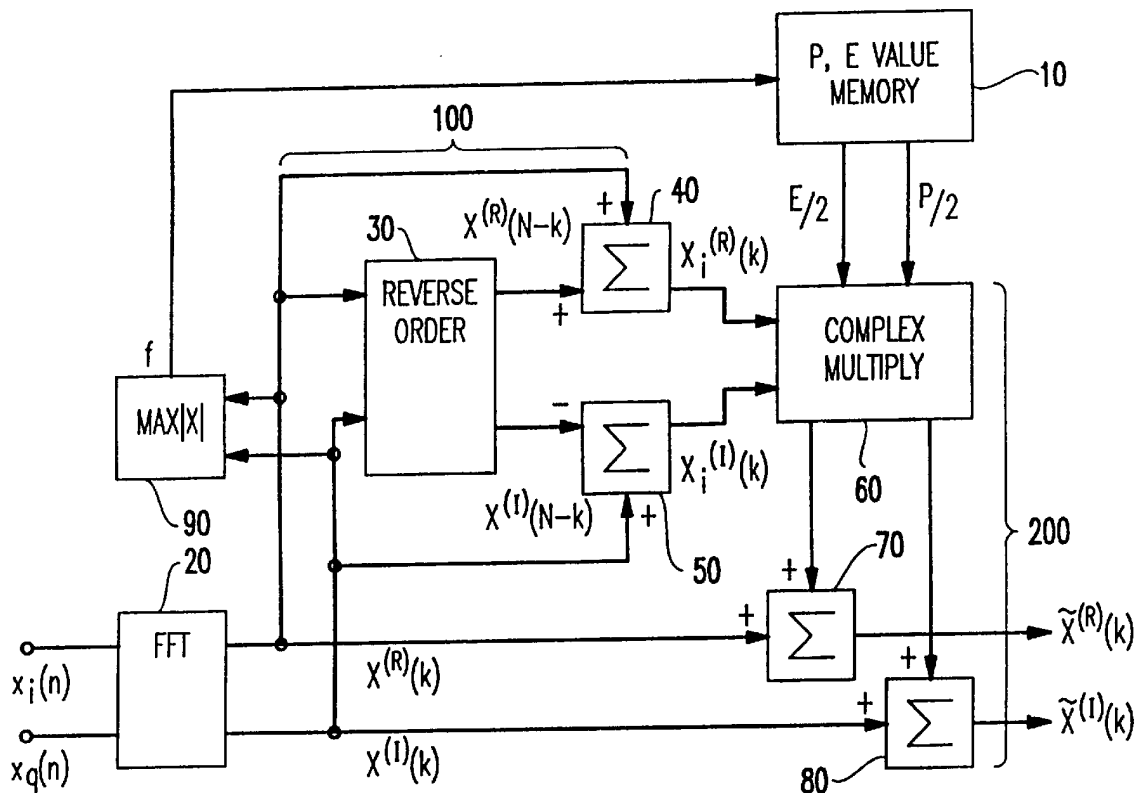 P, E VALUE
MEMORY
10
100
E/2
P/2
X^(R)(N-k)
+
40
30
Σ
X_i^(R)(k)
REVERSE
ORDER
+
COMPLEX
MULTIPLY
f
MAX|X|
-
Σ
X_i^(I)(k)
60
90
X^(I)(N-k)
+
50
200
20
70
+
FFT
+
Σ
X̃^(R)(k)
x_i(n)
X^(R)(k)
+
+
Σ
X̃^(I)(k)
x_q(n)
X^(I)(k)
80